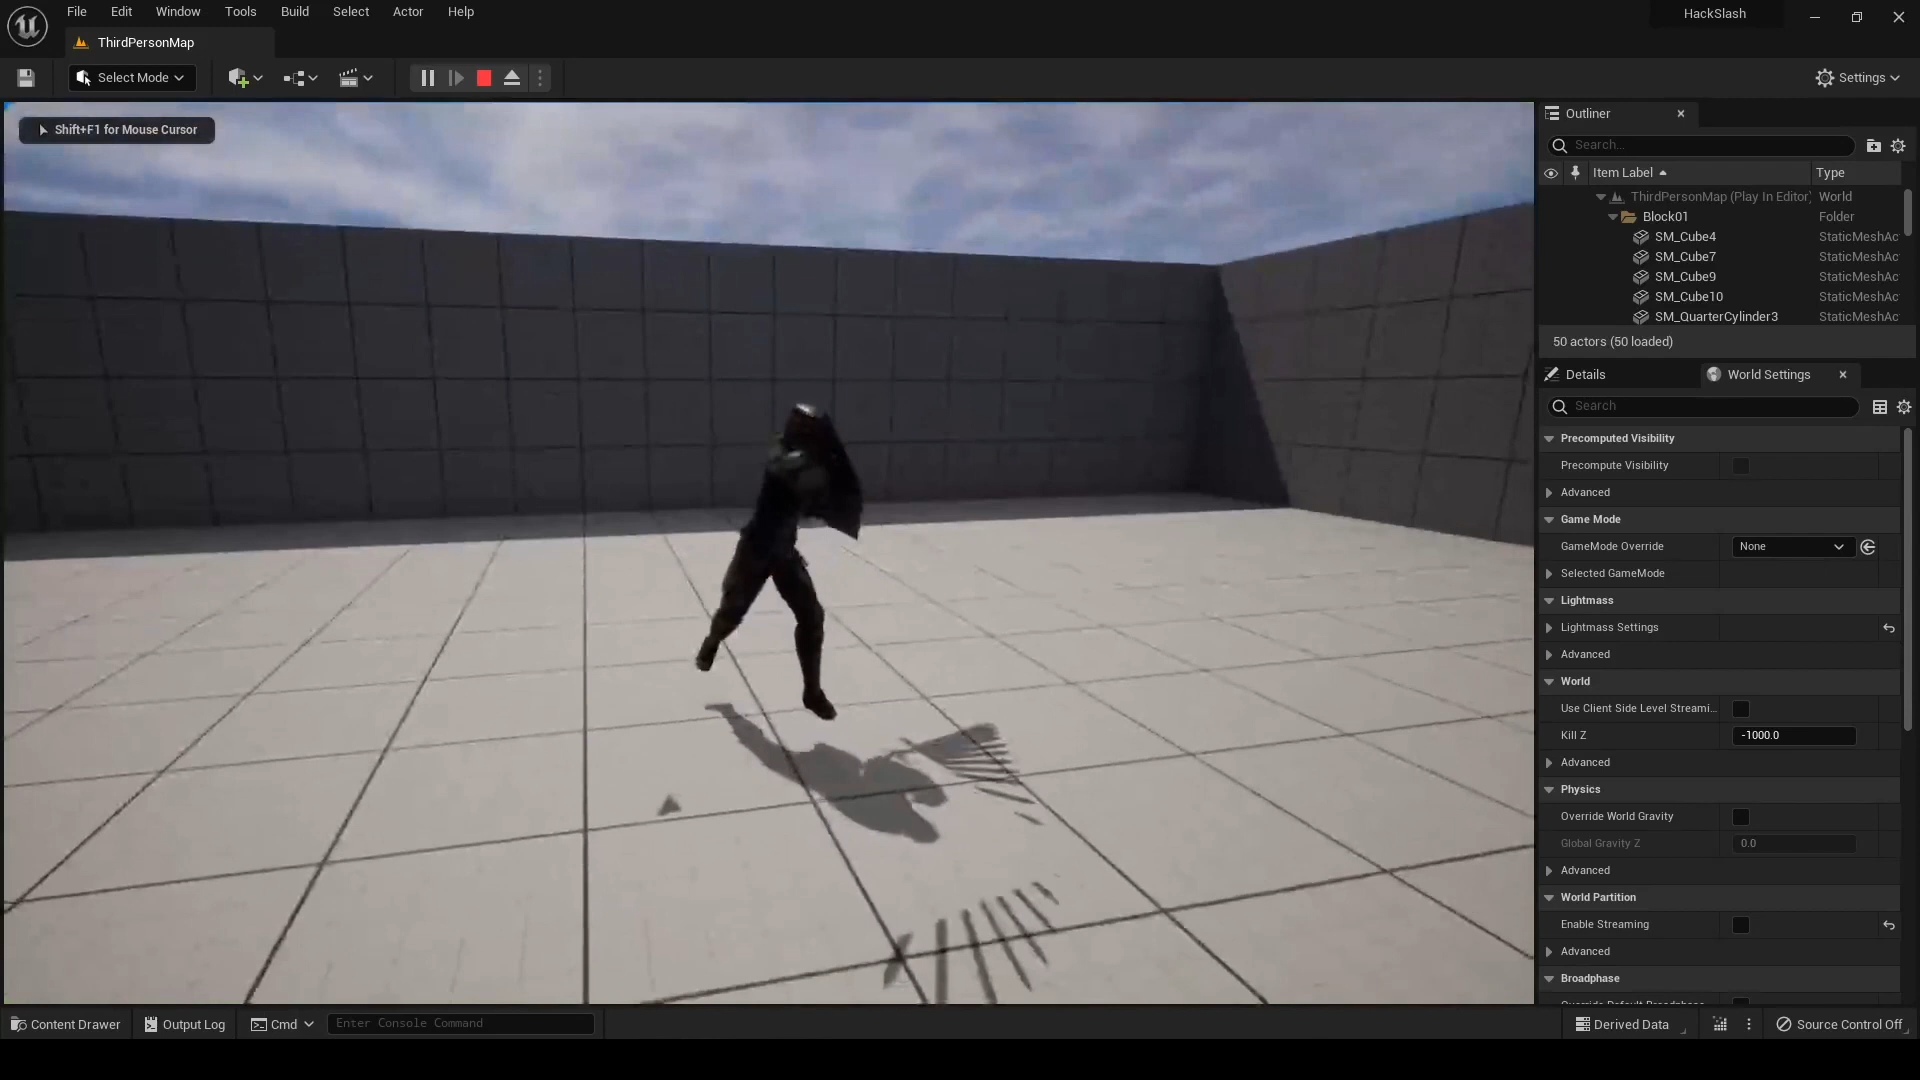 File Edit Window Tools Build Select Actor Help
HackSlash
ThirdPersonMap
Select Mode
Settings
Shift+F1 for Mouse Cursor
Outliner
Search...
Item Label Type
ThirdPersonMap (Play In Editor) World
Block01 Folder
SM_Cube4 StaticMeshAc
SM_Cube7 StaticMeshAc
SM_Cube9 StaticMeshAc
SM_Cube10 StaticMeshAc
SM_QuarterCylinder3 StaticMeshAc
50 actors (50 loaded)
Details World Settings
Search
Precomputed Visibility
Precompute Visibility
Advanced
Game Mode
GameMode Override None
Selected GameMode
Lightmass
Lightmass Settings
Advanced
World
Use Client Side Level Streami...
Kill Z -1000.0
Advanced
Physics
Override World Gravity
Global Gravity Z 0.0
Advanced
World Partition
Enable Streaming
Advanced
Broadphase
Content Drawer Output Log Cmd Enter Console Command Derived Data Source Control Off